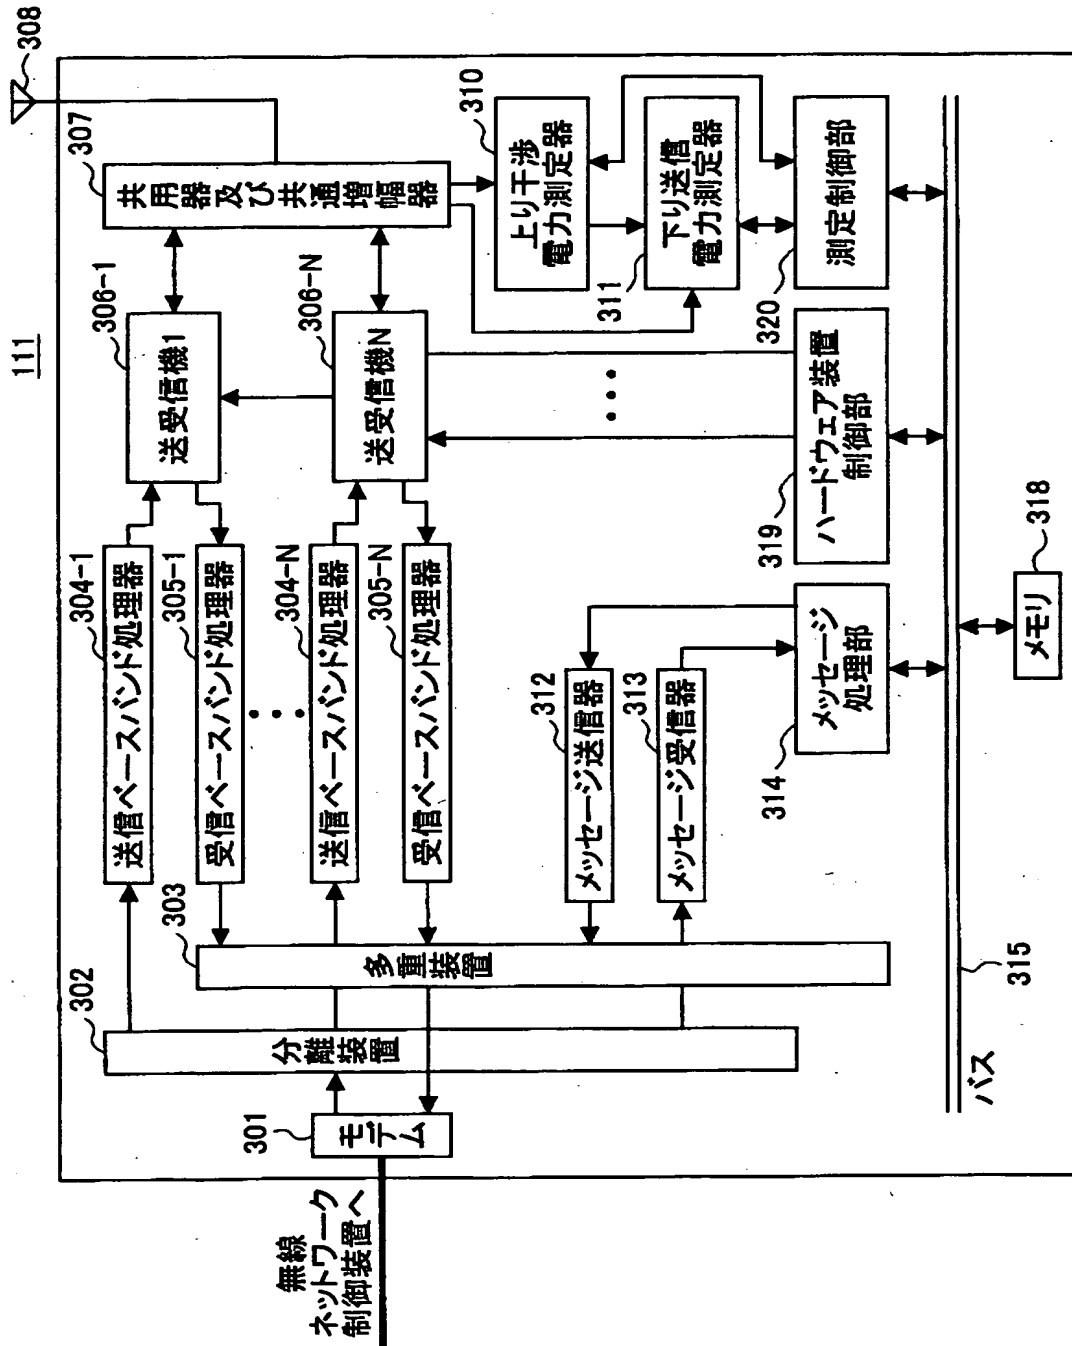 111
308
307
共用器及び共通増幅器
306-1
送受信機1
306-N
送受信機N
304-1
送信ベースバンド処理器
305-1
受信ベースバンド処理器
304-N
送信ベースバンド処理器
305-N
受信ベースバンド処理器
303
多重装置
302
分離装置
301
モデム
無線
ネットワーク
制御装置へ
310
上り干渉
電力測定器
311
下り送信
電力測定器
312
メッセージ送信器
313
メッセージ受信器
320
測定制御部
319
ハードウェア装置
制御部
314
メッセージ
処理部
315
バス
318
メモリ